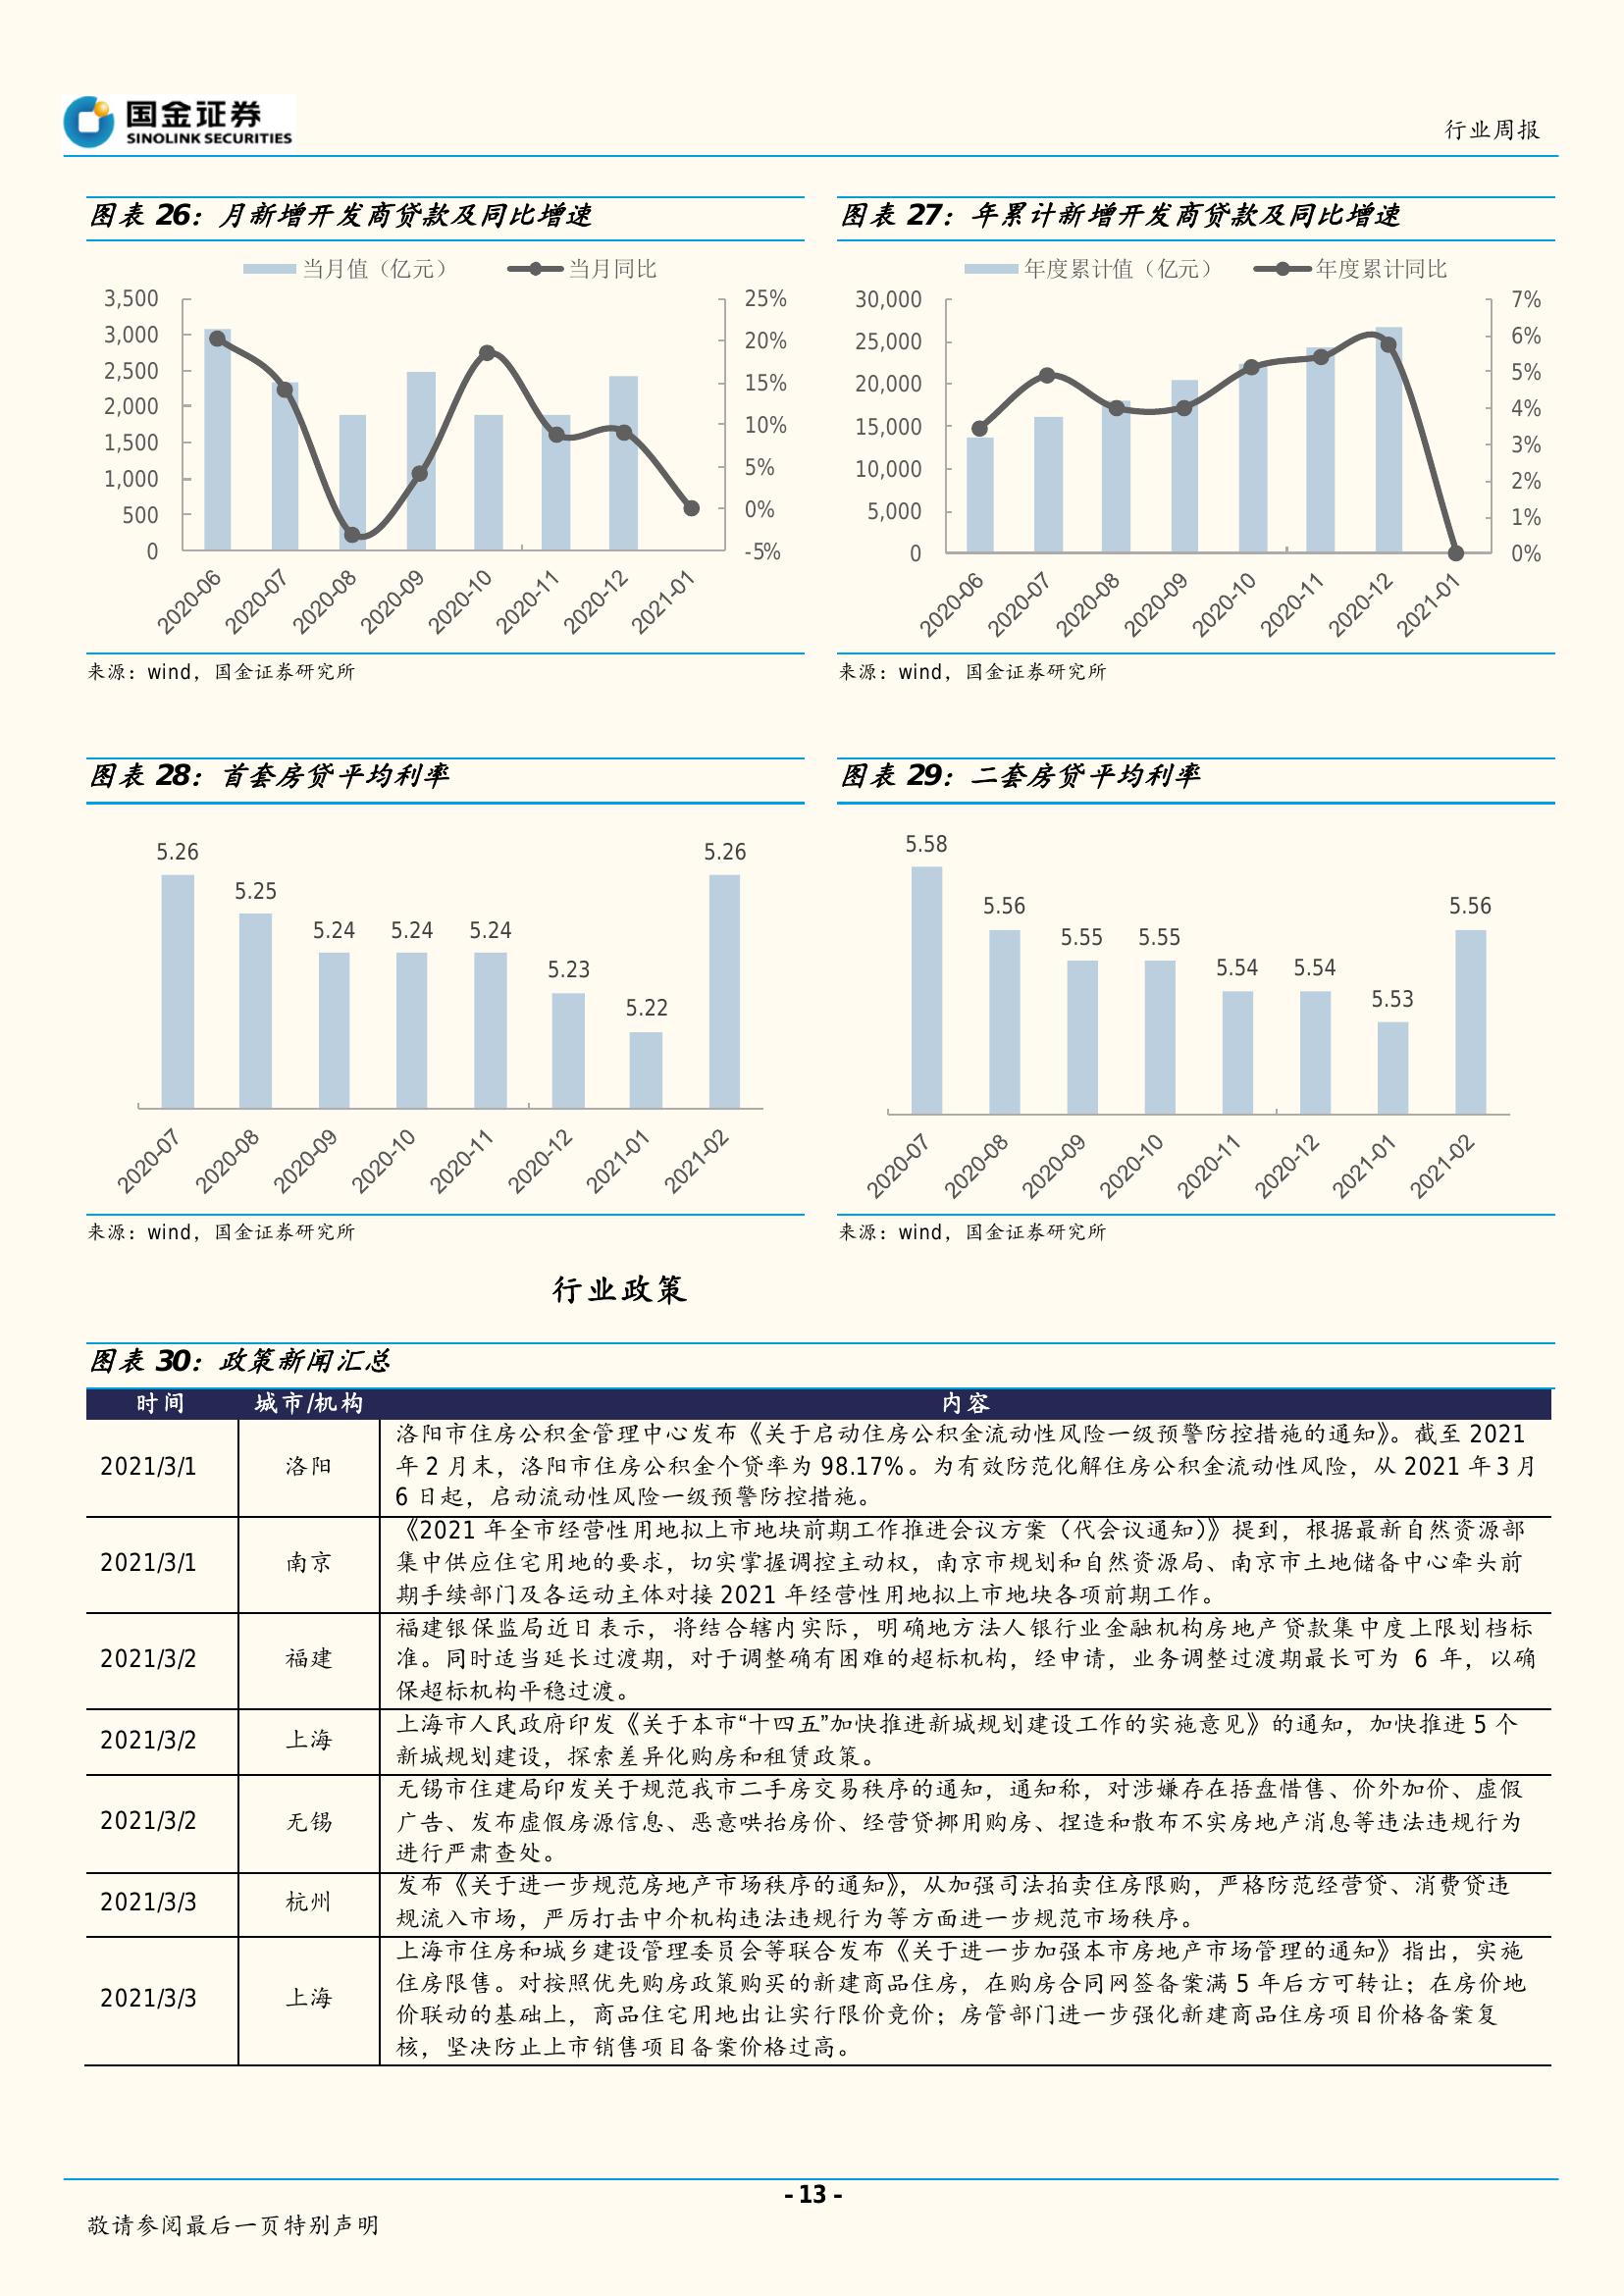 国金证券
SINOLINK SECURITIES
行业周报
图表 26：月新增开发商贷款及同比增速
当月值（亿元）
当月同比
3,500
3,000
2,500
2,000
1,500
1,000
500
0
25%
20%
15%
10%
5%
0%
-5%
2020-06
2020-07
2020-08
2020-09
2020-10
2020-11
2020-12
2021-01
来源：wind，国金证券研究所
图表 27：年累计新增开发商贷款及同比增速
年度累计值（亿元）
年度累计同比
30,000
25,000
20,000
15,000
10,000
5,000
0
7%
6%
5%
4%
3%
2%
1%
0%
2020-06
2020-07
2020-08
2020-09
2020-10
2020-11
2020-12
2021-01
来源：wind，国金证券研究所
图表 28：首套房贷平均利率
5.26
5.25
5.24
5.24
5.24
5.23
5.22
5.26
2020-07
2020-08
2020-09
2020-10
2020-11
2020-12
2021-01
2021-02
来源：wind，国金证券研究所
图表 29：二套房贷平均利率
5.58
5.56
5.55
5.55
5.54
5.54
5.53
5.56
2020-07
2020-08
2020-09
2020-10
2020-11
2020-12
2021-01
2021-02
来源：wind，国金证券研究所
行业政策
图表 30：政策新闻汇总
时间 城市/机构 内容
2021/3/1 洛阳
洛阳市住房公积金管理中心发布《关于启动住房公积金流动性风险一级预警防控措施的通知》。截至 2021
年 2 月末，洛阳市住房公积金个贷率为 98.17%。为有效防范化解住房公积金流动性风险，从 2021 年 3 月
6 日起，启动流动性风险一级预警防控措施。
2021/3/1 南京
《2021 年全市经营性用地拟上市地块前期工作推进会议方案（代会议通知）》提到，根据最新自然资源部
集中供应住宅用地的要求，切实掌握调控主动权，南京市规划和自然资源局、南京市土地储备中心牵头前
期手续部门及各运动主体对接 2021 年经营性用地拟上市地块各项前期工作。
2021/3/2 福建
福建银保监局近日表示，将结合辖内实际，明确地方法人银行业金融机构房地产贷款集中度上限划档标
准。同时适当延长过渡期，对于调整确有困难的超标机构，经申请，业务调整过渡期最长可为 6 年，以确
保超标机构平稳过渡。
2021/3/2 上海
上海市人民政府印发《关于本市“十四五”加快推进新城规划建设工作的实施意见》的通知，加快推进 5 个
新城规划建设，探索差异化购房和租赁政策。
2021/3/2 无锡
无锡市住建局印发关于规范我市二手房交易秩序的通知，通知称，对涉嫌存在捂盘惜售、价外加价、虚假
广告、发布虚假房源信息、恶意哄抬房价、经营贷挪用购房、捏造和散布不实房地产消息等违法违规行为
进行严肃查处。
2021/3/3 杭州
发布《关于进一步规范房地产市场秩序的通知》，从加强司法拍卖住房限购，严格防范经营贷、消费贷违
规流入市场，严厉打击中介机构违法违规行为等方面进一步规范市场秩序。
2021/3/3 上海
上海市住房和城乡建设管理委员会等联合发布《关于进一步加强本市房地产市场管理的通知》指出，实施
住房限售。对按照优先购房政策购买的新建商品住房，在购房合同网签备案满 5 年后方可转让；在房价地
价联动的基础上，商品住宅用地出让实行限价竞价；房管部门进一步强化新建商品住房项目价格备案复
核，坚决防止上市销售项目备案价格过高。
- 13 -
敬请参阅最后一页特别声明